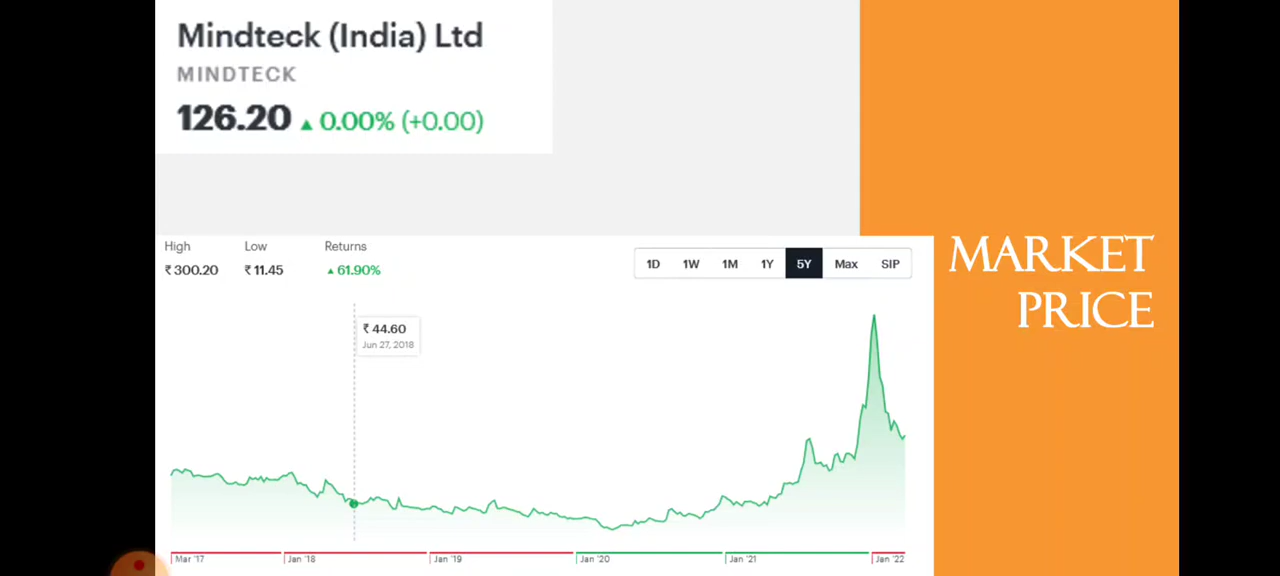 Mindteck (India) Ltd
MINDTECK
126.20 ▲ 0.00% (+0.00)
High Low Returns
₹300.20 ₹11.45 ▲ 61.90%
1D 1W 1M 1Y 5Y Max SIP
MARKET
PRICE
₹ 44.60
Jun 27, 2018
Mar '17 Jan '18 Jan '19 Jan '20 Jan '21 Jan '22